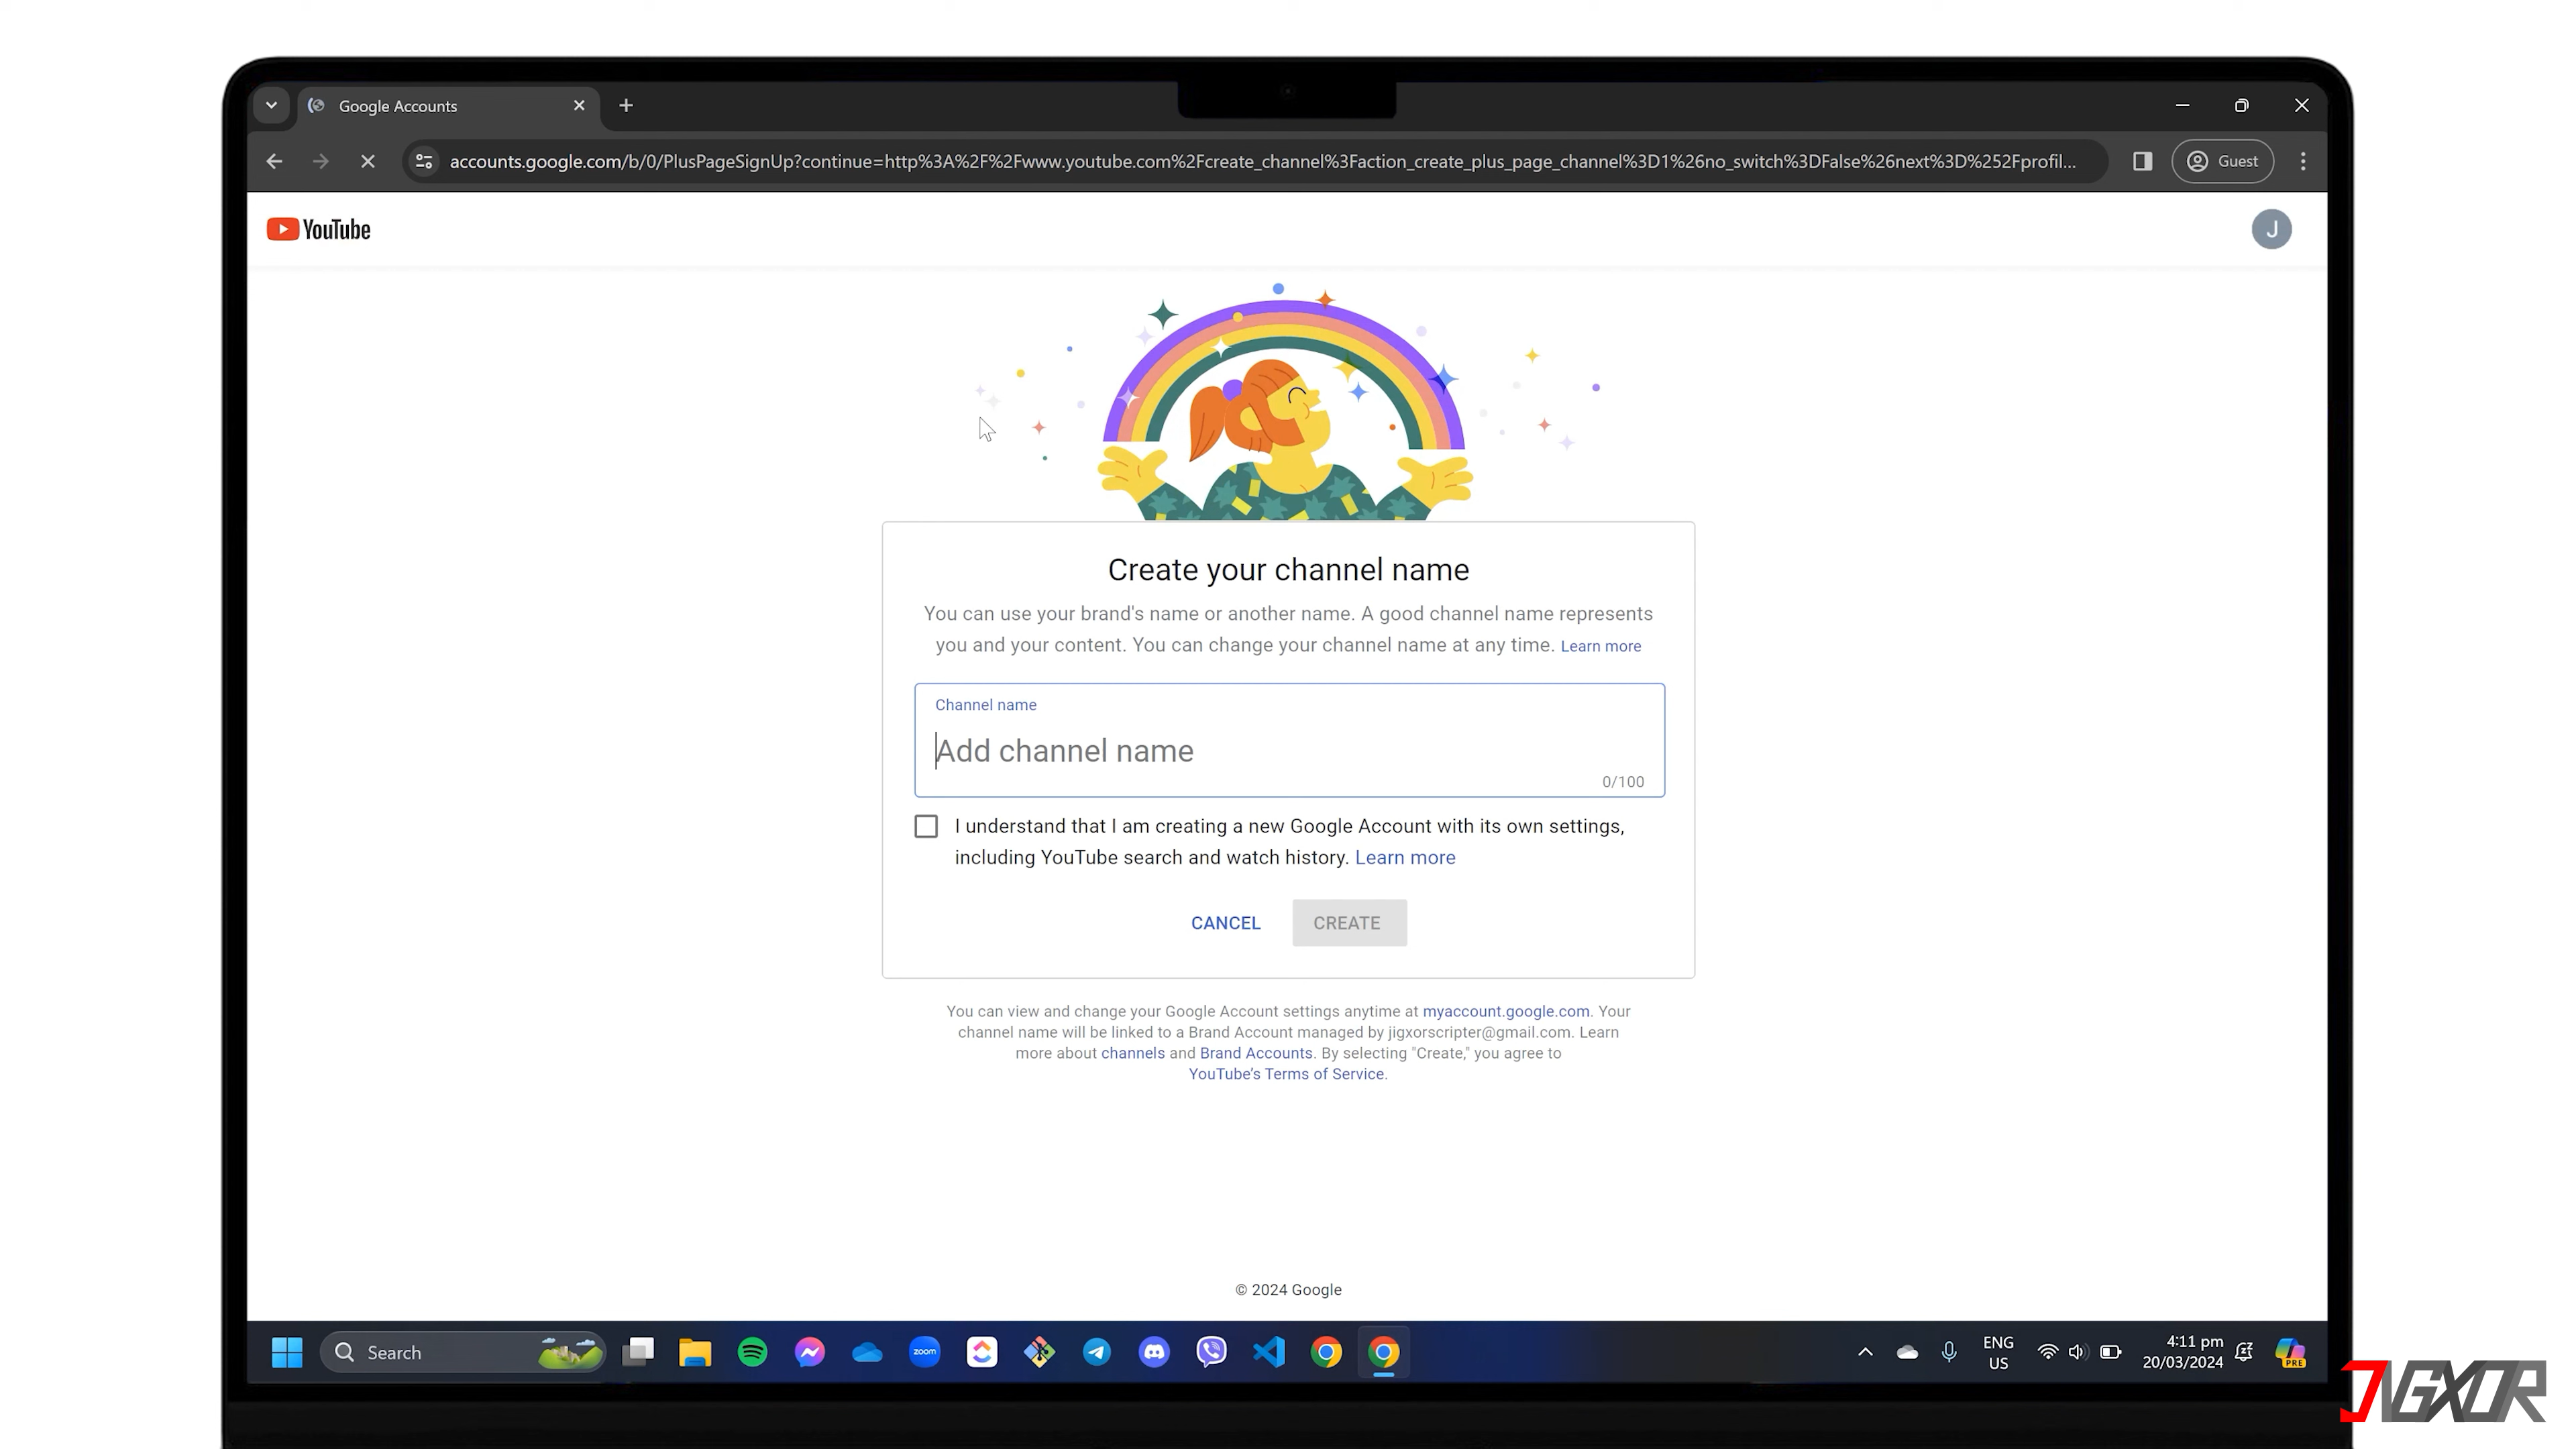 Google Accounts
accounts.google.com/b/0/PlusPageSignUp?continue=http%3A%2F%2Fwww.youtube.com%2Fcreate_channel%3Faction_create_plus_page_channel%3D1%26no_switch%3DFalse%26next%3D%252Fprofil...
Guest
YouTube
J
Create your channel name
You can use your brand's name or another name. A good channel name represents
you and your content. You can change your channel name at any time. Learn more
Channel name
Add channel name
0/100
I understand that I am creating a new Google Account with its own settings,
including YouTube search and watch history. Learn more
CANCEL
CREATE
You can view and change your Google Account settings anytime at myaccount.google.com. Your
channel name will be linked to a Brand Account managed by jigxorscripter@gmail.com. Learn
more about channels and Brand Accounts. By selecting "Create," you agree to
YouTube's Terms of Service.
© 2024 Google
Search
zoom
ENG
US
4:11 pm
20/03/2024
PRE
JIGXOR